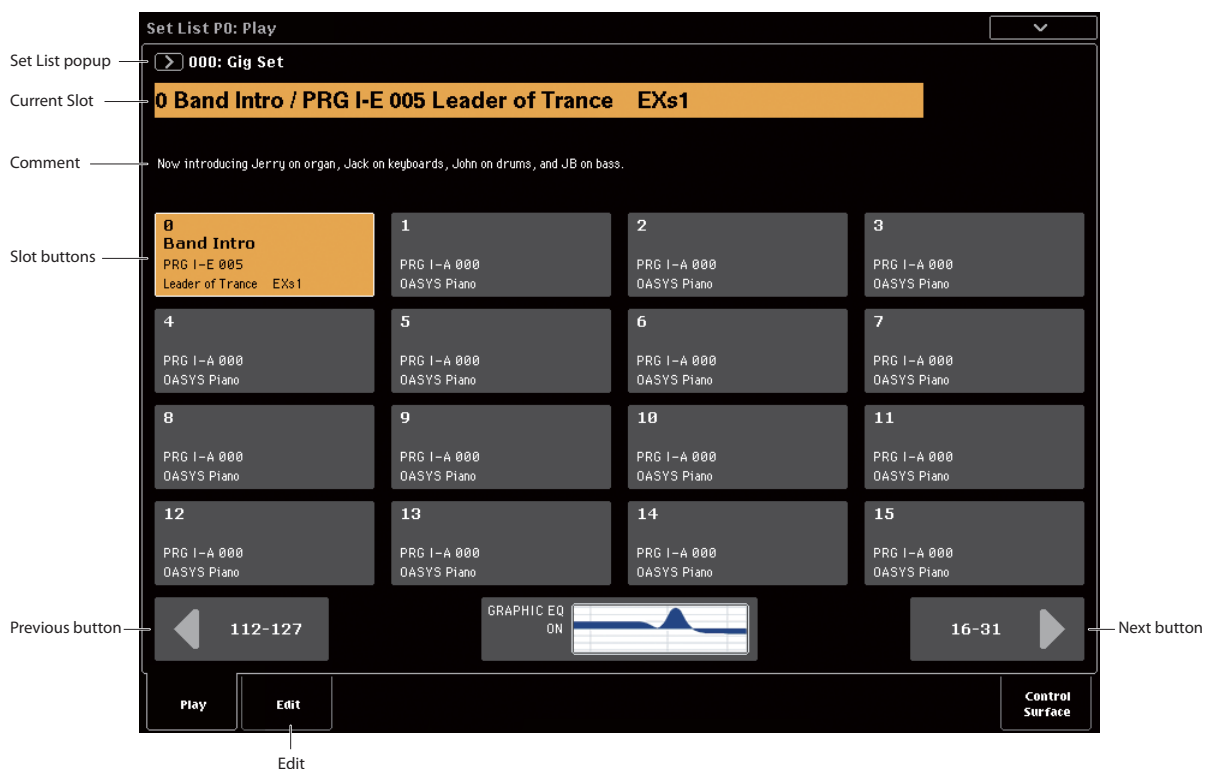 Set List P0: Play
Set List popup
000: Gig Set
Current Slot
0 Band Intro / PRG I-E 005 Leader of Trance EXs1
Comment
Now introducing Jerry on organ, Jack on keyboards, John on drums, and JB on bass.
Slot buttons
0
Band Intro
PRG I-E 005
Leader of Trance EXs1
1
PRG I-A 000
OASYS Piano
2
PRG I-A 000
OASYS Piano
3
PRG I-A 000
OASYS Piano
4
PRG I-A 000
OASYS Piano
5
PRG I-A 000
OASYS Piano
6
PRG I-A 000
OASYS Piano
7
PRG I-A 000
OASYS Piano
8
PRG I-A 000
OASYS Piano
9
PRG I-A 000
OASYS Piano
10
PRG I-A 000
OASYS Piano
11
PRG I-A 000
OASYS Piano
12
PRG I-A 000
OASYS Piano
13
PRG I-A 000
OASYS Piano
14
PRG I-A 000
OASYS Piano
15
PRG I-A 000
OASYS Piano
Previous button
112-127
GRAPHIC EQ
ON
16-31
Next button
Play
Edit
Control
Surface
Edit